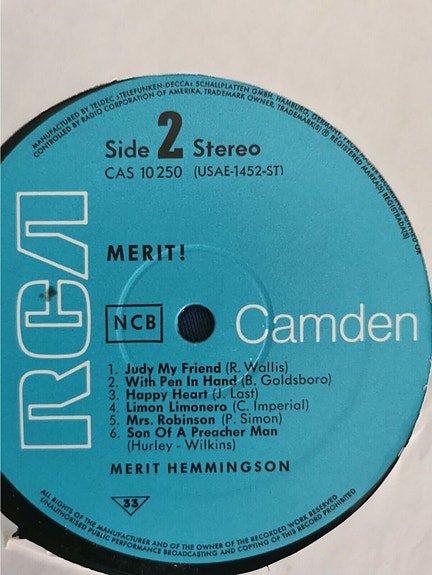 MANUFACTURED BY TELDEC »TELEFUNKEN-DECCA« SCHALLPLATTEN GMBH, HAMBURG, GERMANY,
CONTROLLED BY RADIO CORPORATION OF AMERIKA, TRADEMARK OWNER, TRADEMARK(S) ® REGISTERED MARKA(S) REGISTRADA(S)
Side 2 Stereo
CAS 10 250 (USAE-1452-ST)
RCA
MERIT!
NCB
Camden
1. Judy My Friend (R. Wallis)
2. With Pen In Hand (B. Goldsboro)
3. Happy Heart (J. Last)
4. Limon Limonero (C. Imperial)
5. Mrs. Robinson (P. Simon)
6. Son Of A Preacher Man
(Hurley - Wilkins)
MERIT HEMMINGSON
33
ALL RIGHTS OF THE MANUFACTURER AND OF THE OWNER OF THE RECORDED WORK RESERVED
UNAUTHORISED PUBLIC PERFORMANCE BROADCASTING AND COPYING OF THIS RECORD PROHIBITED